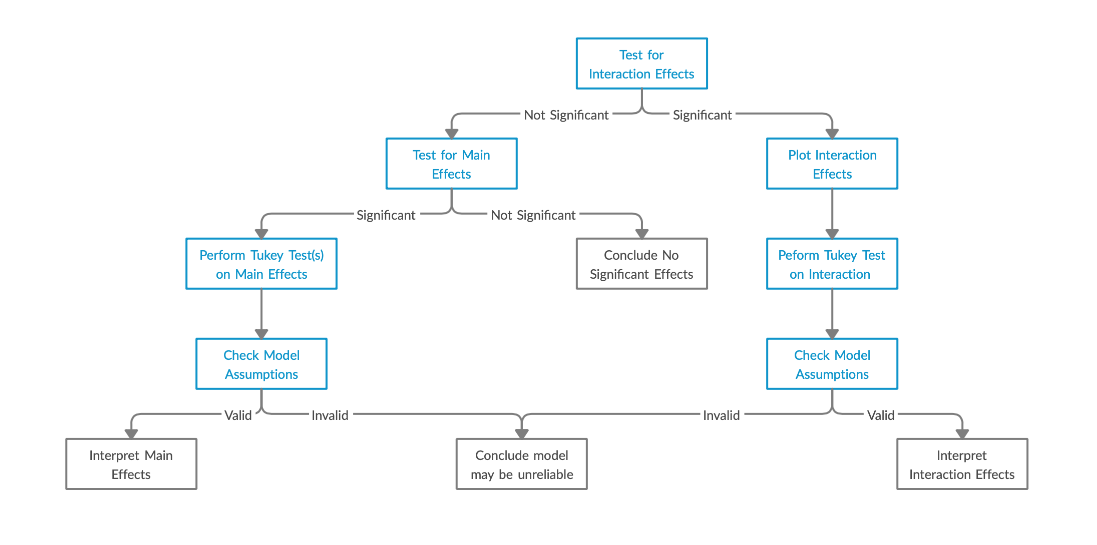 Test for
Interaction Effects
Not Significant
Significant
Test for Main
Effects
Plot Interaction
Effects
Significant
Not Significant
Perform Tukey Test(s)
on Main Effects
Conclude No
Significant Effects
Peform Tukey Test
on Interaction
Check Model
Assumptions
Check Model
Assumptions
Valid
Invalid
Invalid
Valid
Interpret Main
Effects
Conclude model
may be unreliable
Interpret
Interaction Effects